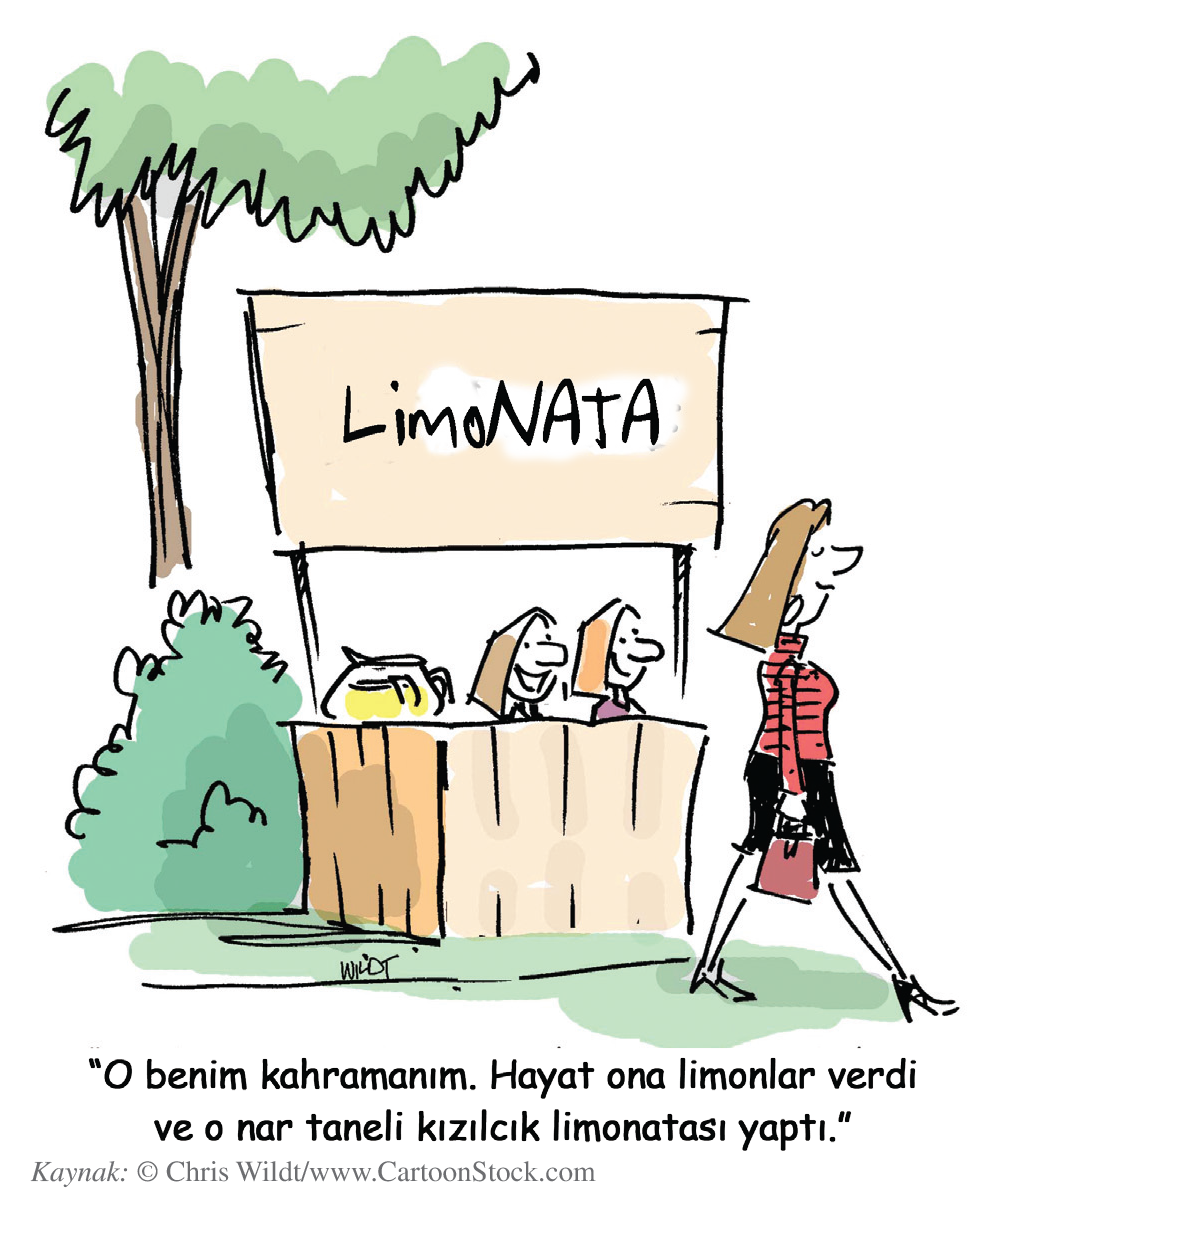 LimoNATA
WILDT
“O benim kahramanım. Hayat ona limonlar verdi
ve o nar taneli kızılcık limonatası yaptı.”
Kaynak: © Chris Wildt/www.CartoonStock.com